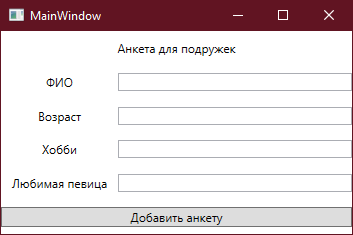 MainWindow
Анкета для подружек
ФИО
Возраст
Хобби
Любимая певица
Добавить анкету